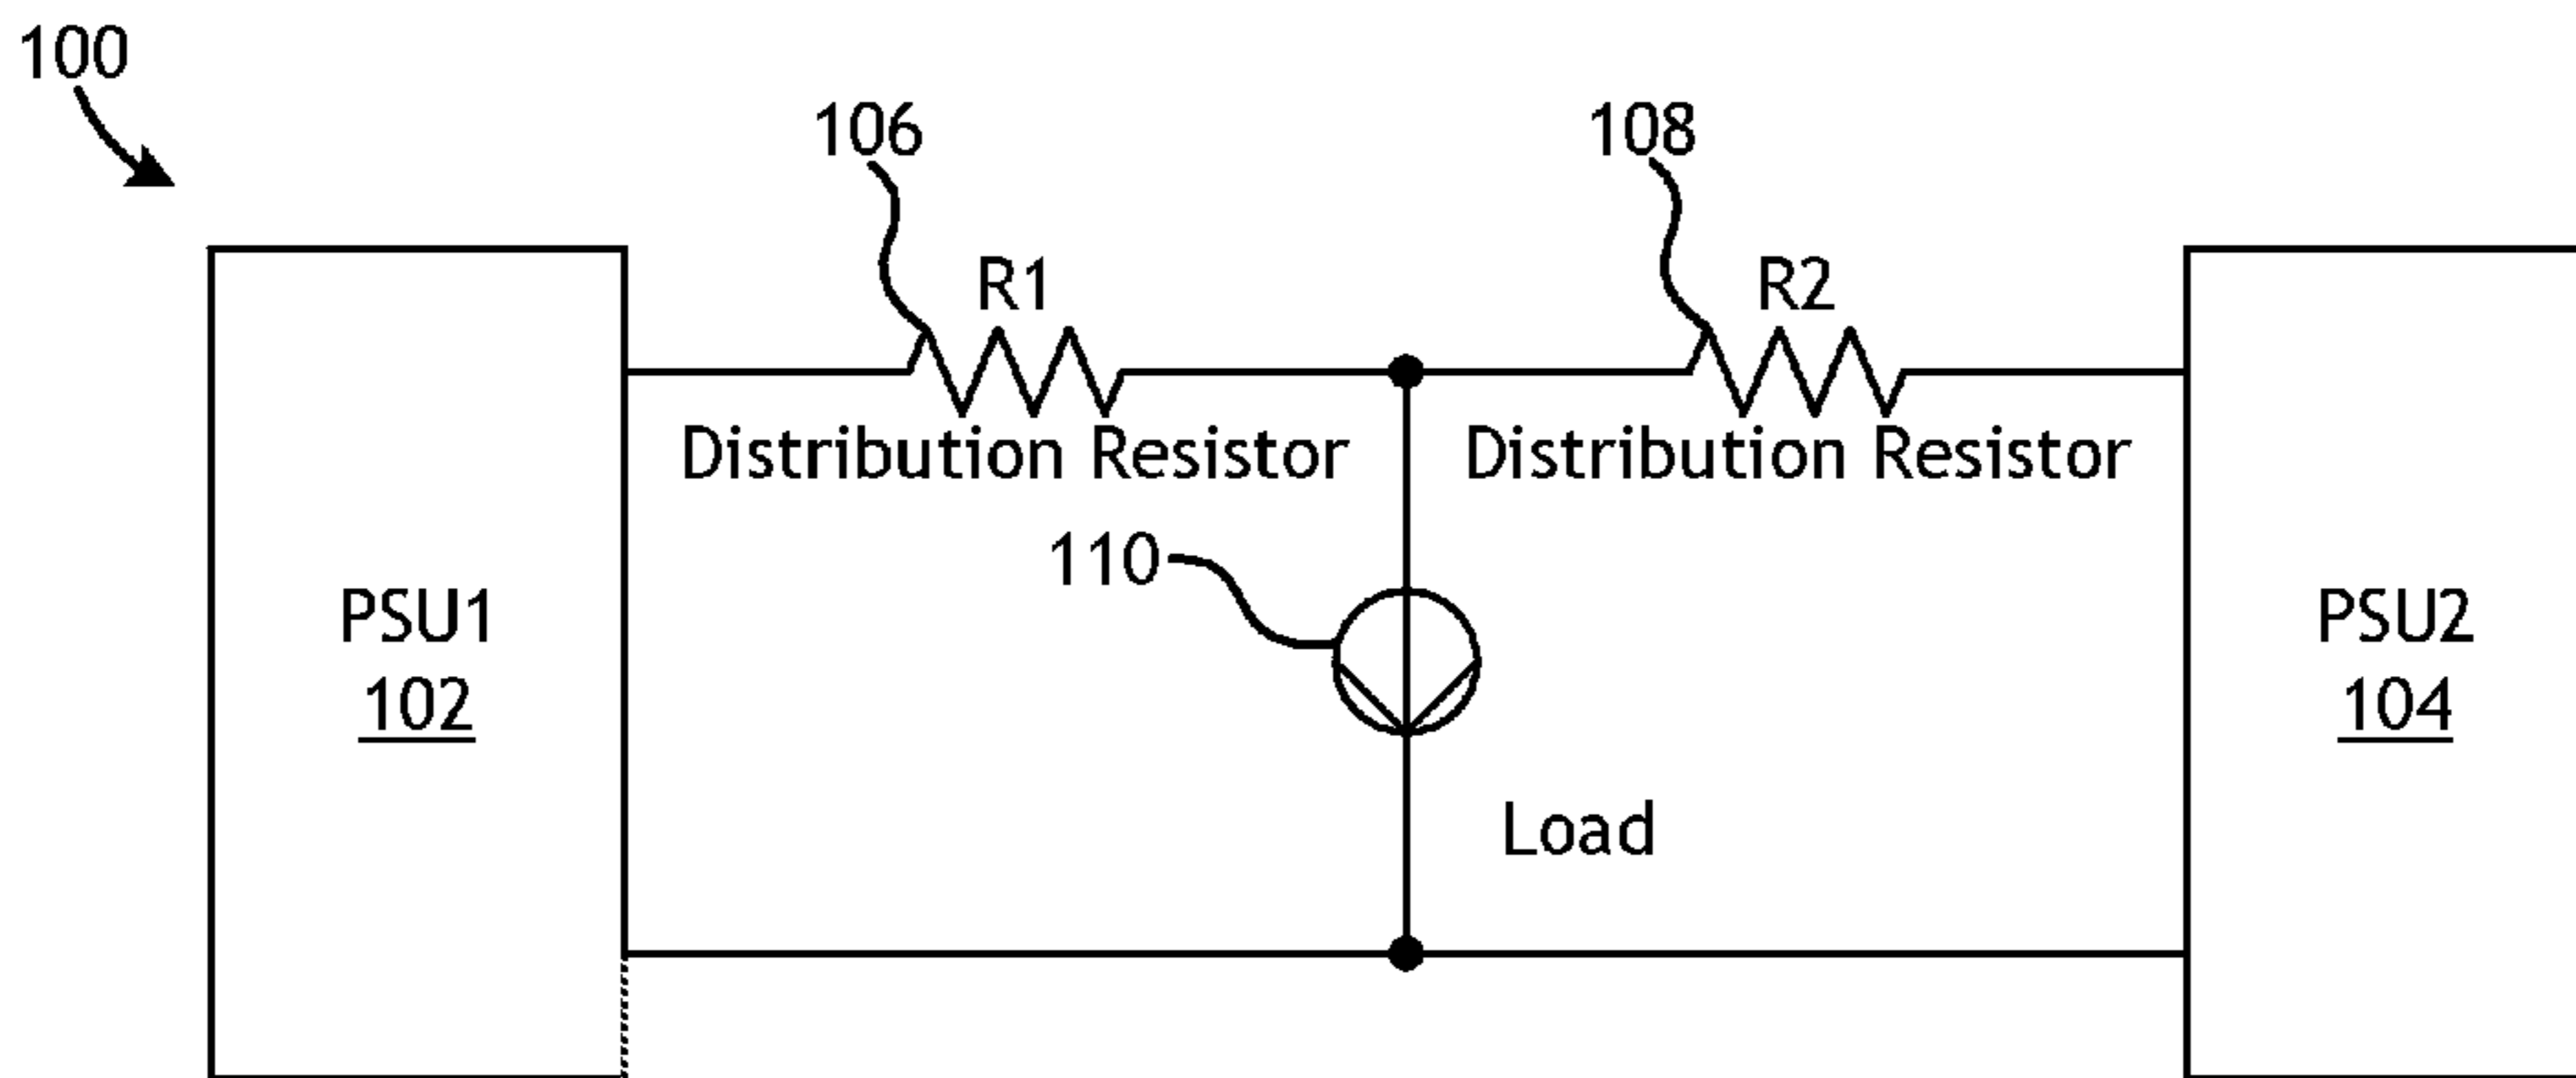 100
106
108
R1
R2
Distribution Resistor
Distribution Resistor
110
PSU1
102
PSU2
104
Load